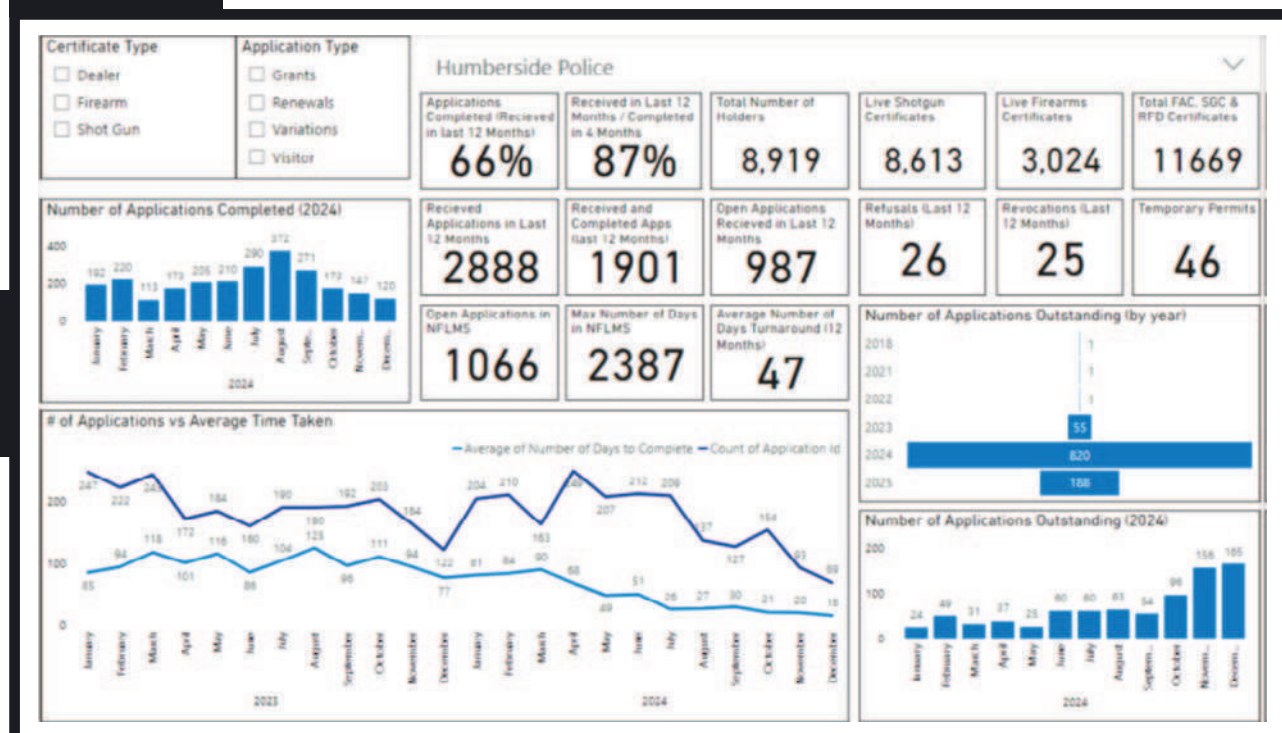 Certificate Type
Dealer
Firearm
Shot Gun
Application Type
Grants
Renewals
Variations
Visitor
Humberside Police
Applications
Completed (Recieved
in last 12 Months)
66%
Received in Last 12
Months / Completed
in 4 Months
87%
Total Number of
Holders
8,919
Live Shotgun
Certificates
8,613
Live Firearms
Certificates
3,024
Total FAC, SGC &
RFD Certificates
11669
Number of Applications Completed (2024)
400
200
0
192 220 113 173 205 210 290 372 271 173 147 120
January February March April May June July August Septe... October Novem... Decem...
2024
Recieved
Applications in Last
12 Months
2888
Received and
Completed Apps
(last 12 Months)
1901
Open Applications
Recieved in Last 12
Months
987
Refusals (Last 12
Months)
26
Revocations (Last
12 Months)
25
Temporary Permits
46
Open Applications in
NFLMS
1066
Max Number of Days
in NFLMS
2387
Average Number of
Days Turnaround (12
Months)
47
Number of Applications Outstanding (by year)
2018 1
2021 1
2022 1
2023 55
2024 820
2025 188
# of Applications vs Average Time Taken
Average of Number of Days to Complete Count of Application Id
200
100
0
247 222 243 172 184 160 190 190 192 203 164 122 204 210 163 249 207 212 209 137 127 154 93 69
85 94 118 101 116 86 104 125 96 111 94 77 81 84 90 68 49 51 26 27 30 21 20 16
January February March April May June July August September October November December January February March April May June July August September October November December
2023 2024
Number of Applications Outstanding (2024)
200
100
0
24 49 31 37 25 60 60 63 54 96 156 165
January February March April May June July August Septem... October Novem... Decem...
2024